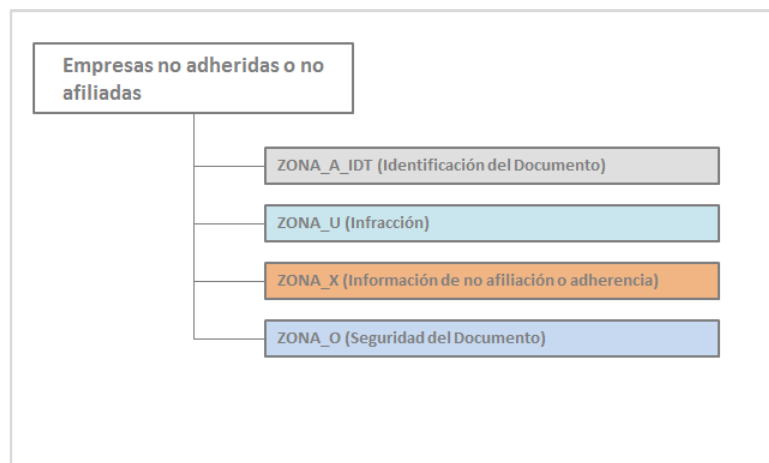 Empresas no adheridas o no
afiliadas
ZONA_A_IDT (Identificación del Documento)
ZONA_U (Infracción)
ZONA_X (Información de no afiliación o adherencia)
ZONA_O (Seguridad del Documento)